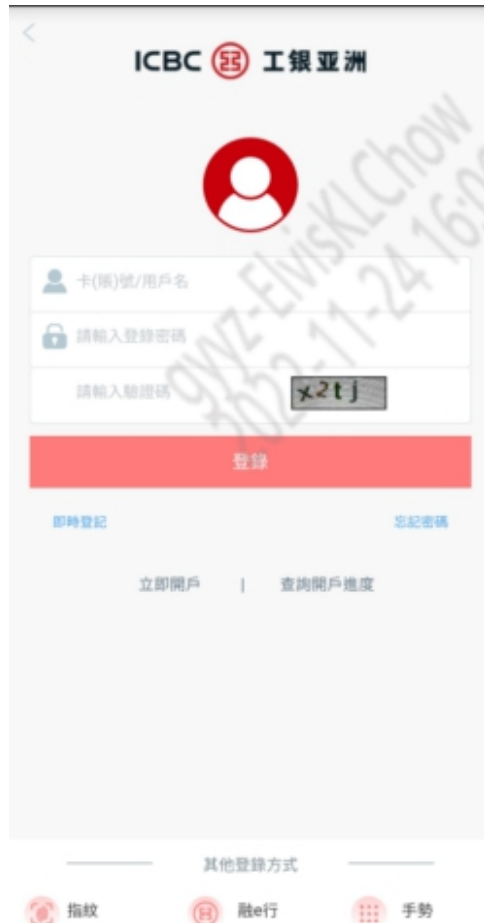 ICBC 工银亚洲
卡(賬)號/用戶名
請輸入登錄密碼
請輸入驗證碼 x2tj
登錄
即時登記 忘記密碼
立即開戶 | 查詢開戶進度
其他登錄方式
指紋 融e行 手勢
gyyz-ElvisKLChow
2022-11-24 16:0